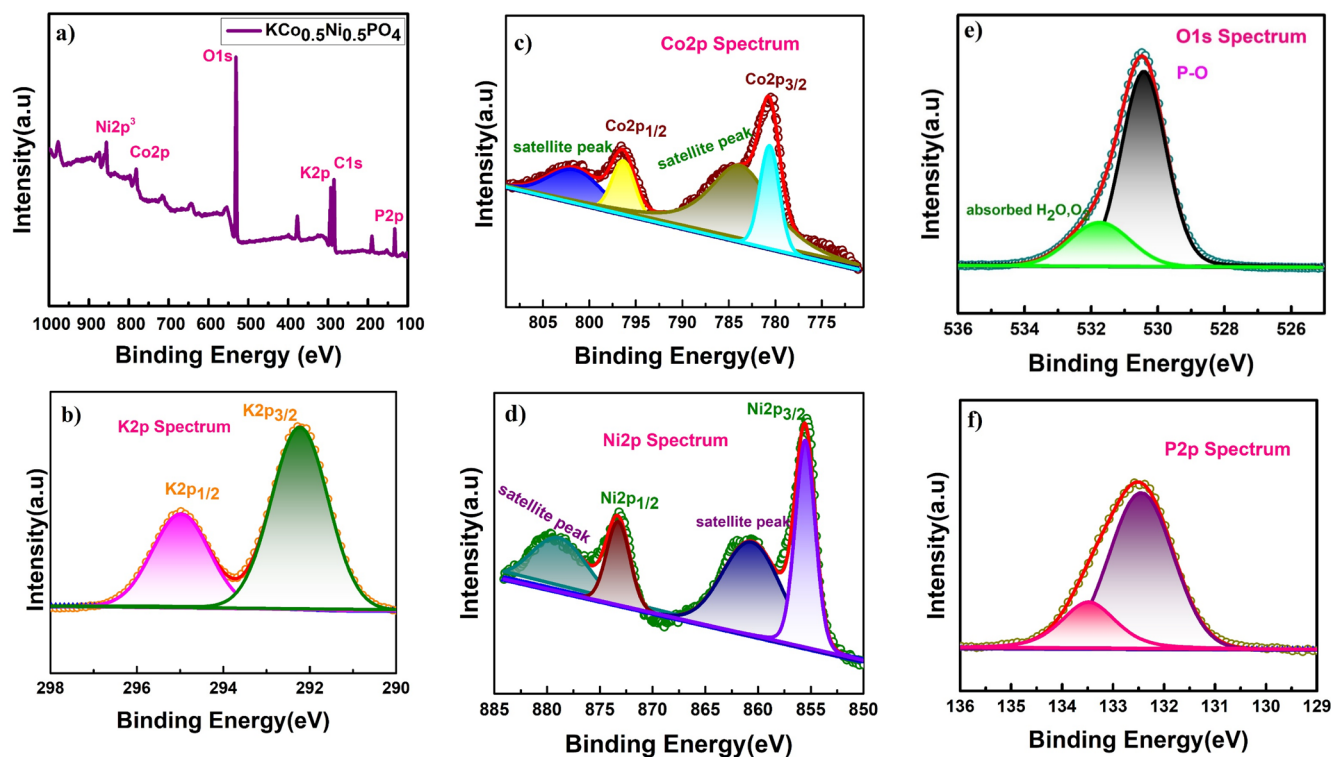 a)
KCo0.5Ni0.5PO4
O1s
Ni2p3
Co2p
K2p
C1s
P2p
Intensity(a.u)
1000 900 800 700 600 500 400 300 200 100
Binding Energy (eV)
b)
K2p Spectrum
K2p3/2
K2p1/2
Intensity(a.u)
298 296 294 292 290
Binding Energy(eV)
c)
Co2p Spectrum
Co2p3/2
Co2p1/2
satellite peak
satellite peak
Intensity(a.u)
805 800 795 790 785 780 775
Binding Energy(eV)
d)
Ni2p Spectrum
Ni2p3/2
Ni2p1/2
satellite peak
satellite peak
Intensity(a.u)
885 880 875 870 865 860 855 850
Binding Energy(eV)
e)
O1s Spectrum
P-O
absorbed H2O,O2
Intensity(a.u)
536 534 532 530 528 526
Binding Energy(eV)
f)
P2p Spectrum
Intensity(a.u)
136 135 134 133 132 131 130 129
Binding Energy(eV)